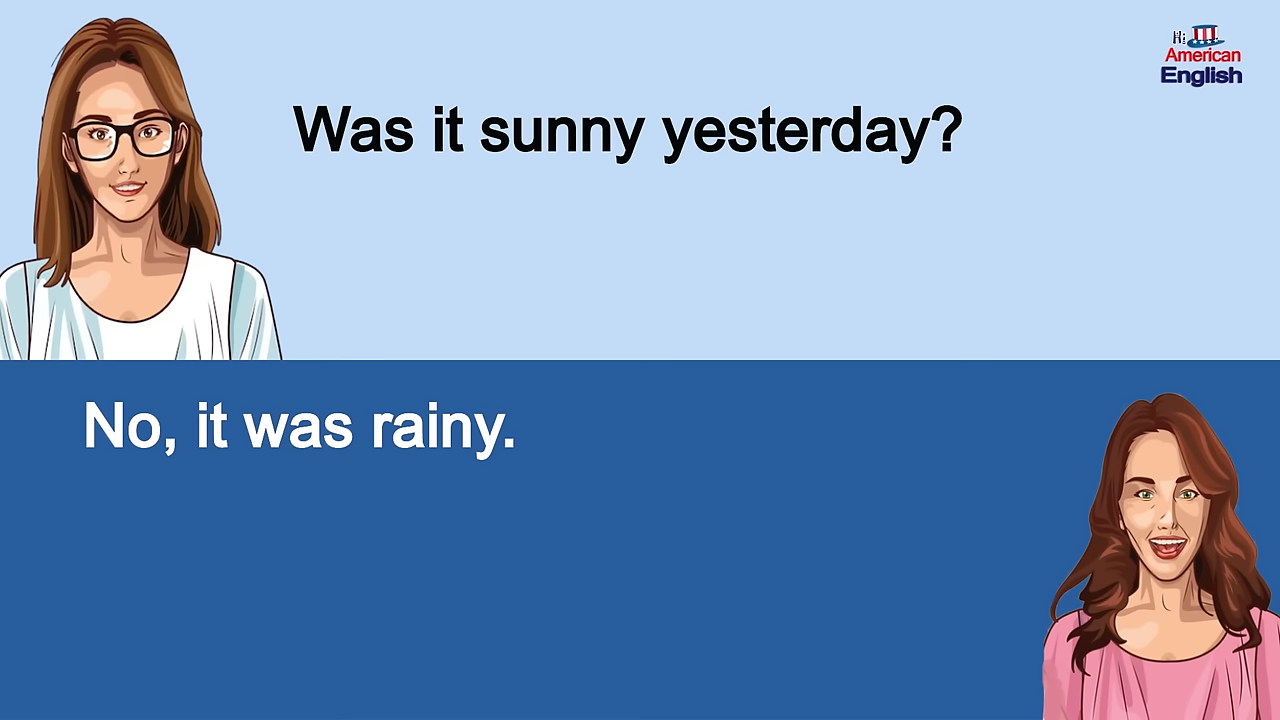 Hi
American
English
Was it sunny yesterday?
No, it was rainy.